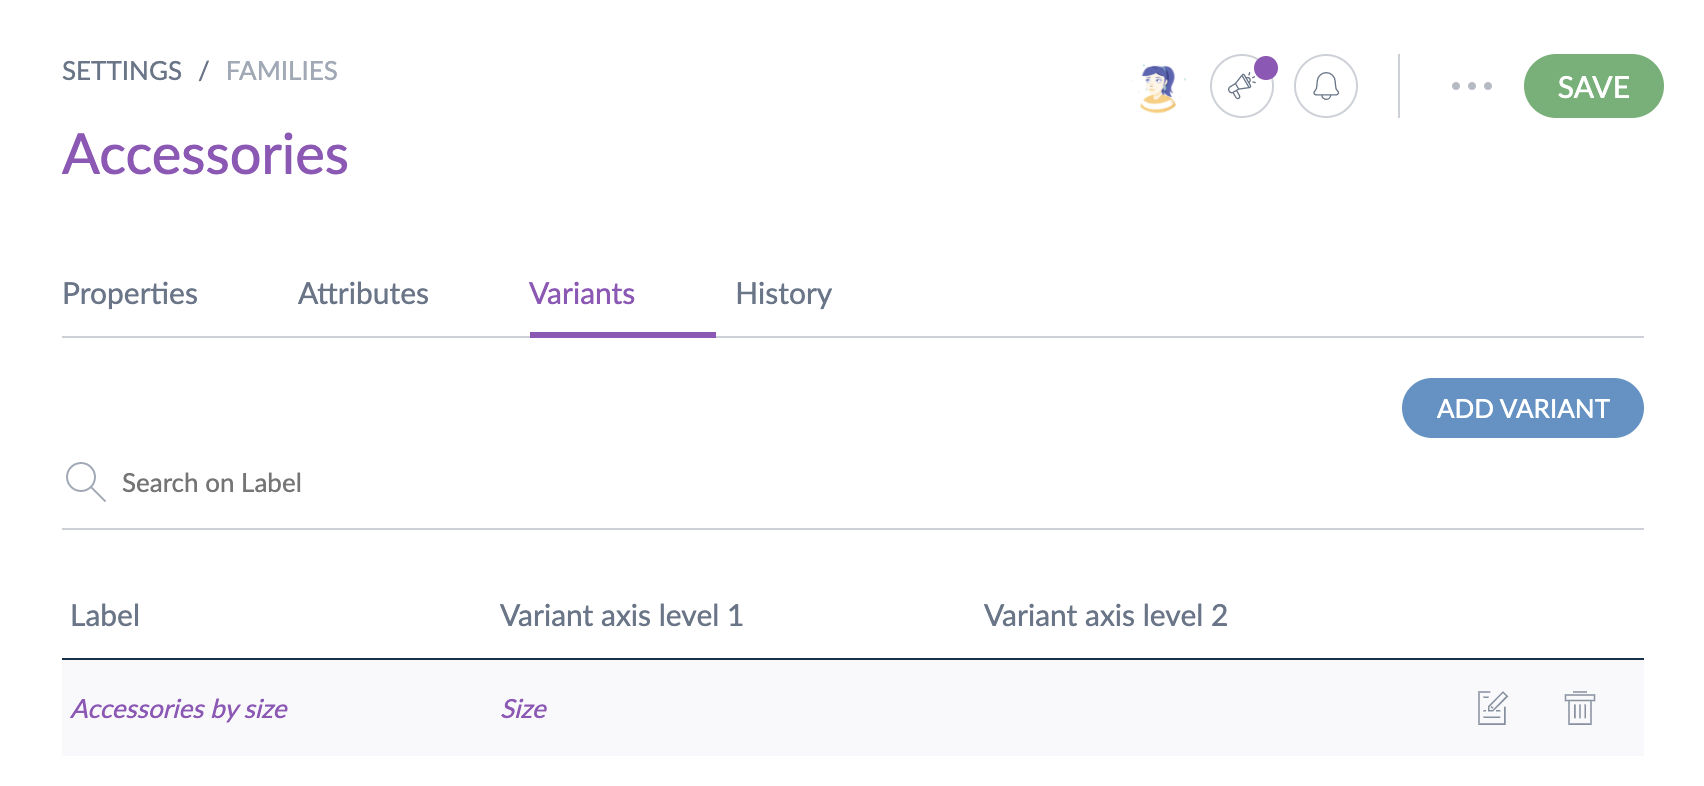 SETTINGS / FAMILIES
SAVE
Accessories
Properties Attributes Variants History
ADD VARIANT
Search on Label
Label Variant axis level 1 Variant axis level 2
Accessories by size Size